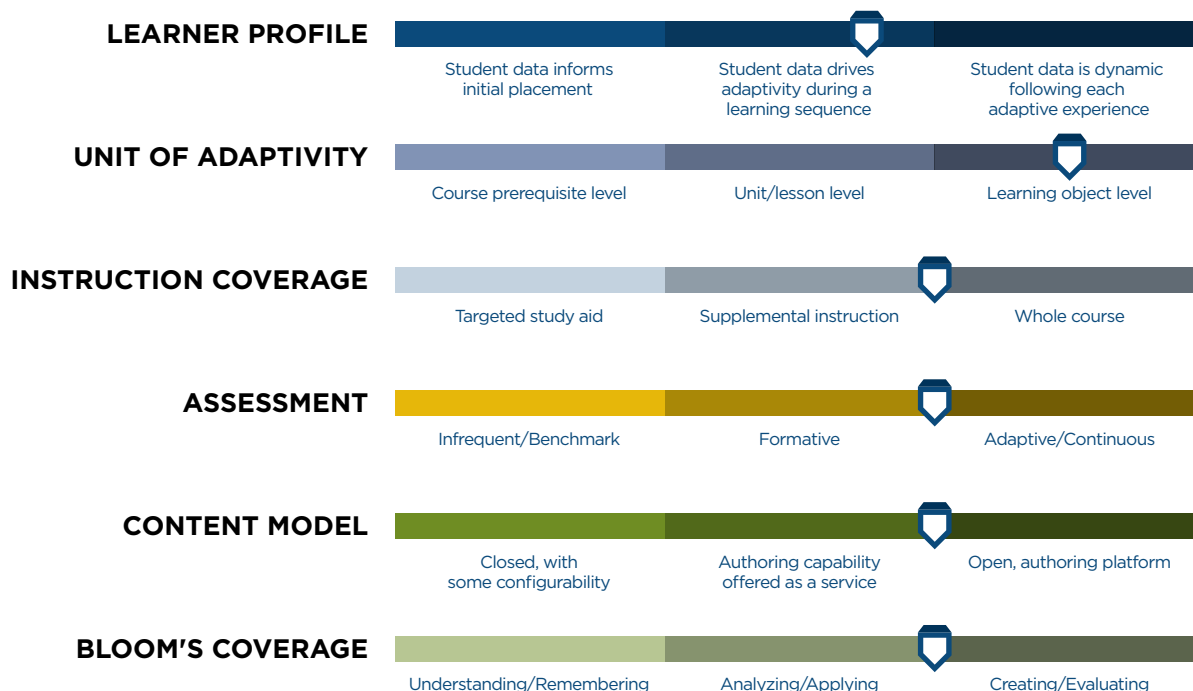 LEARNER PROFILE
Student data informs
initial placement
Student data drives
adaptivity during a
learning sequence
Student data is dynamic
following each
adaptive experience
UNIT OF ADAPTIVITY
Course prerequisite level
Unit/lesson level
Learning object level
INSTRUCTION COVERAGE
Targeted study aid
Supplemental instruction
Whole course
ASSESSMENT
Infrequent/Benchmark
Formative
Adaptive/Continuous
CONTENT MODEL
Closed, with
some configurability
Authoring capability
offered as a service
Open, authoring platform
BLOOM'S COVERAGE
Understanding/Remembering
Analyzing/Applying
Creating/Evaluating